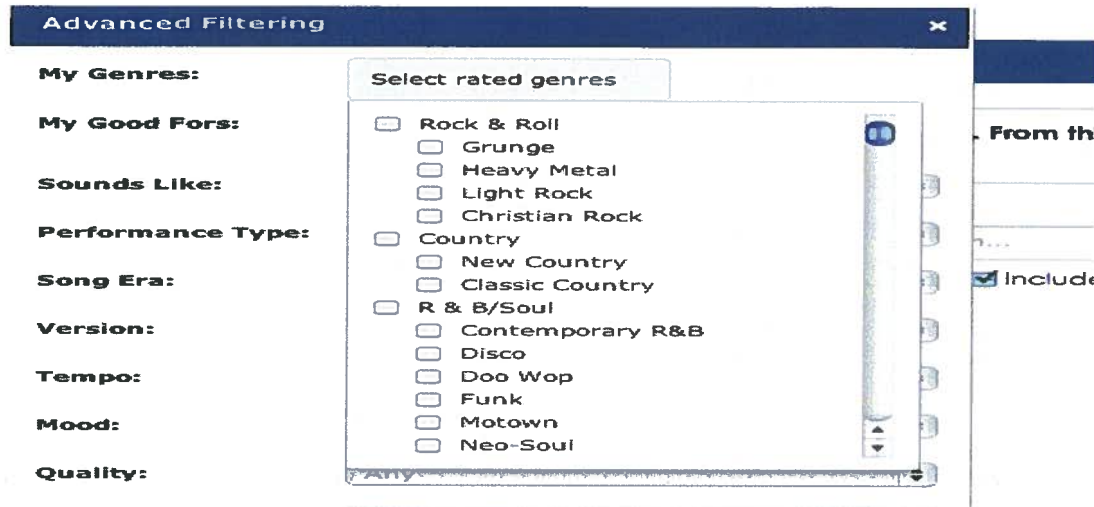 Advanced Filtering
My Genres:
Select rated genres
My Good Fors:
Rock & Roll
Grunge
Heavy Metal
Light Rock
Christian Rock
Country
New Country
Classic Country
R & B/Soul
Contemporary R&B
Disco
Doo Wop
Funk
Motown
Neo-Soul
Sounds Like:
Performance Type:
Song Era:
Version:
Tempo:
Mood:
Quality:
Any
. From th
Include